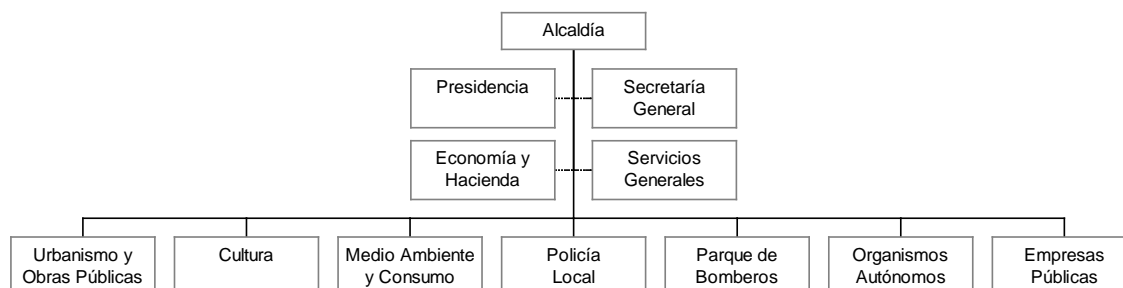 Alcaldía
Presidencia
Secretaría
General
Economía y
Hacienda
Servicios
Generales
Urbanismo y
Obras Públicas
Cultura
Medio Ambiente
y Consumo
Policía
Local
Parque de
Bomberos
Organismos
Autónomos
Empresas
Públicas